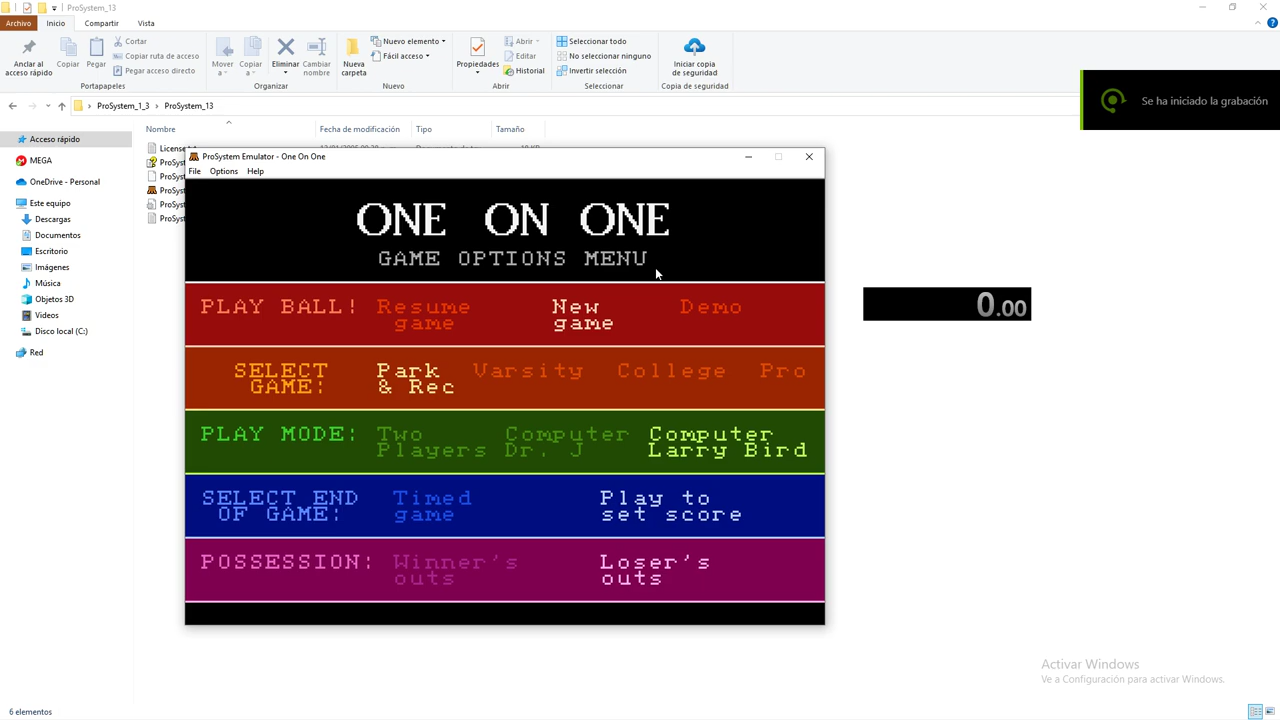 ProSystem_13
Archivo Inicio Compartir Vista
Anclar al acceso rápido
Copiar
Pegar
Cortar
Copiar ruta de acceso
Pegar acceso directo
Portapapeles
Mover a
Copiar a
Eliminar
Cambiar nombre
Organizar
Nueva carpeta
Nuevo elemento
Fácil acceso
Nuevo
Propiedades
Abrir
Editar
Historial
Abrir
Seleccionar todo
No seleccionar ninguno
Invertir selección
Seleccionar
Iniciar copia de seguridad
Copia de seguridad
ProSystem_1_3 > ProSystem_13
Se ha iniciado la grabación
Nombre Fecha de modificación Tipo Tamaño
Acceso rápido
MEGA
OneDrive - Personal
Este equipo
Descargas
Documentos
Escritorio
Imágenes
Música
Objetos 3D
Videos
Disco local (C:)
Red
License
ProSyst
ProSyst
ProSyst
ProSyst
ProSyst
ProSystem Emulator - One On One
File Options Help
ONE ON ONE
GAME OPTIONS MENU
PLAY BALL! Resume game New game Demo
SELECT GAME: Park & Rec Varsity College Pro
PLAY MODE: Two Players Computer Dr. J Computer Larry Bird
SELECT END OF GAME: Timed game Play to set score
POSSESSION: Winner's outs Loser's outs
0.00
Activar Windows
Ve a Configuración para activar Windows.
6 elementos